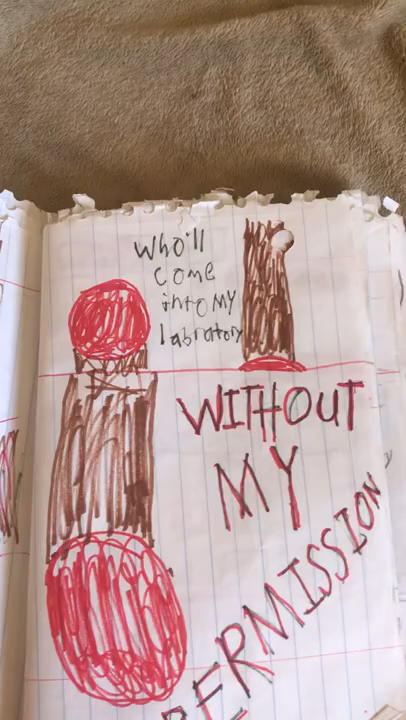 Who'll
come
into MY
labratory
WITHOUT
MY
PERMISSION